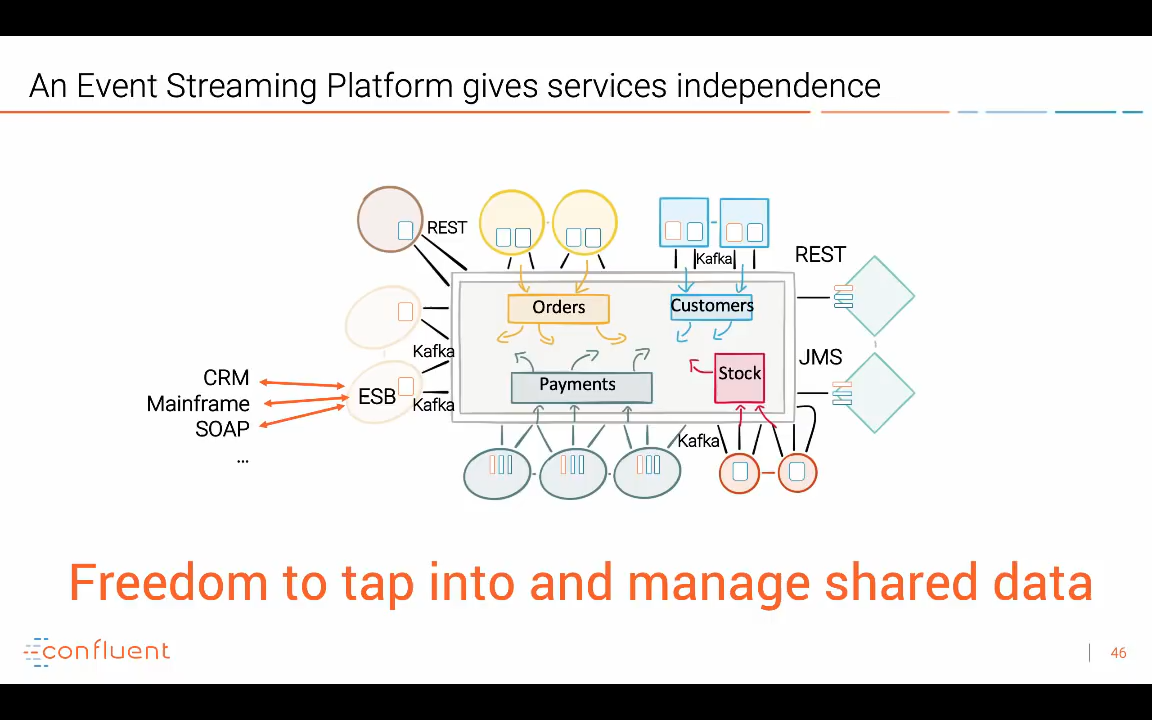 An Event Streaming Platform gives services independence
REST
Kafka
REST
Orders
Customers
Kafka
JMS
Payments
Stock
CRM
Mainframe
SOAP
...
ESB
Kafka
Kafka
Freedom to tap into and manage shared data
confluent
46